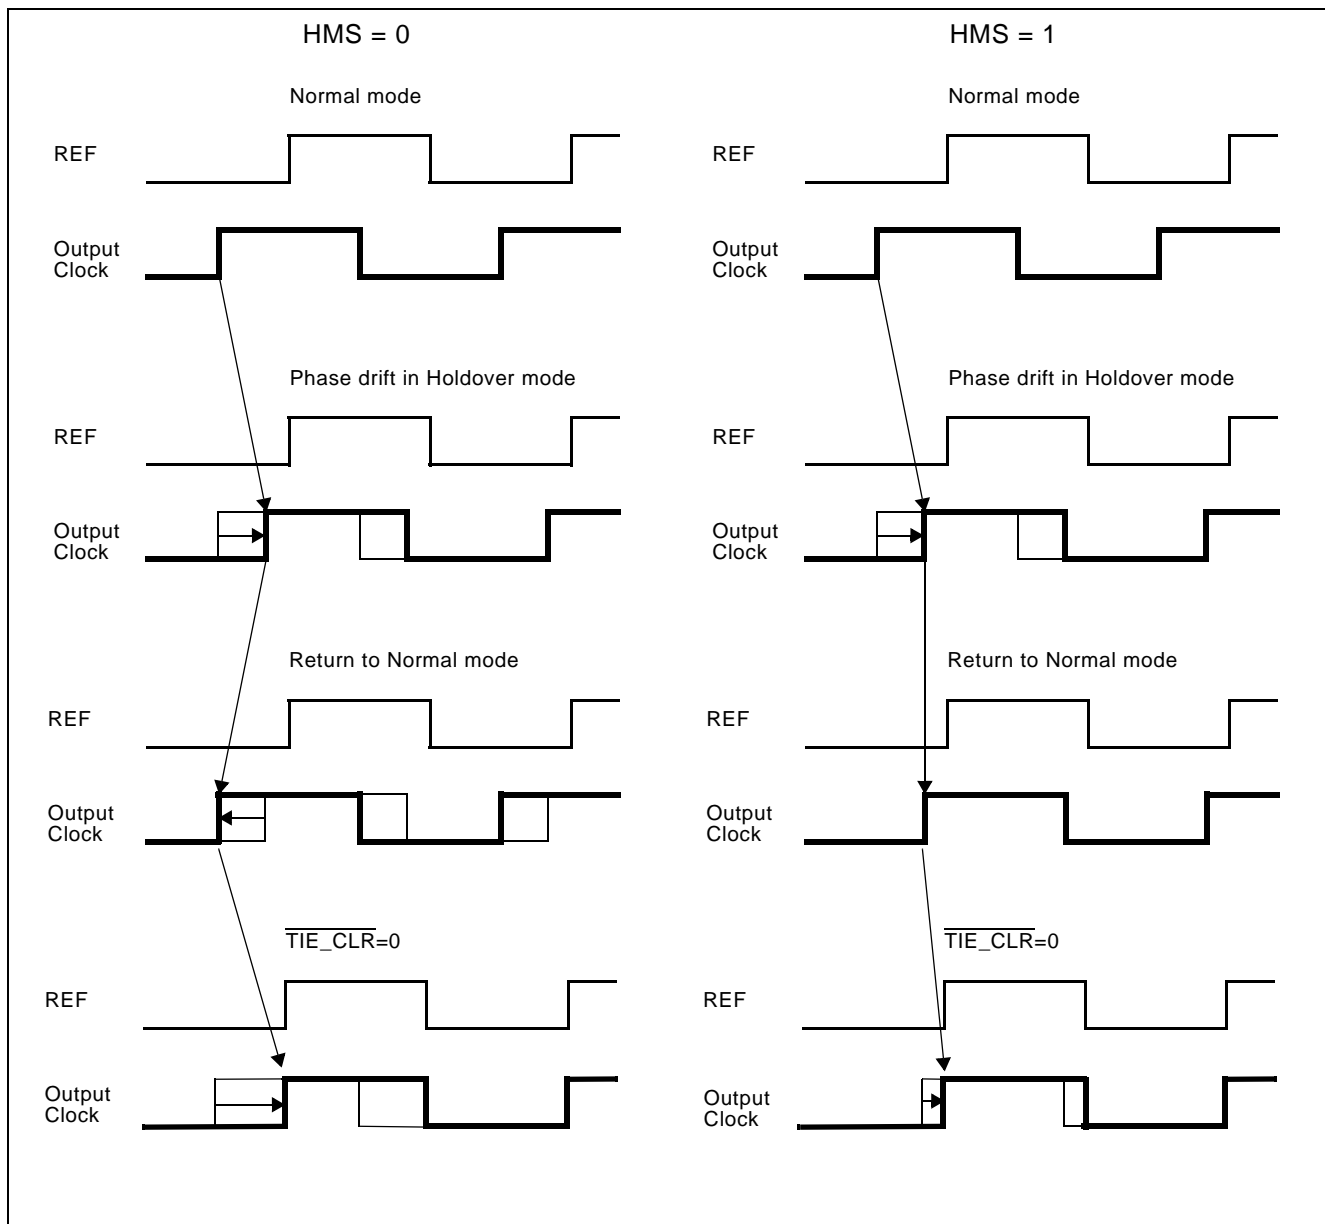 HMS = 0
Normal mode
REF
Output
Clock
Phase drift in Holdover mode
REF
Output
Clock
Return to Normal mode
REF
Output
Clock
TIE_CLR=0
REF
Output
Clock
HMS = 1
Normal mode
REF
Output
Clock
Phase drift in Holdover mode
REF
Output
Clock
Return to Normal mode
REF
Output
Clock
TIE_CLR=0
REF
Output
Clock